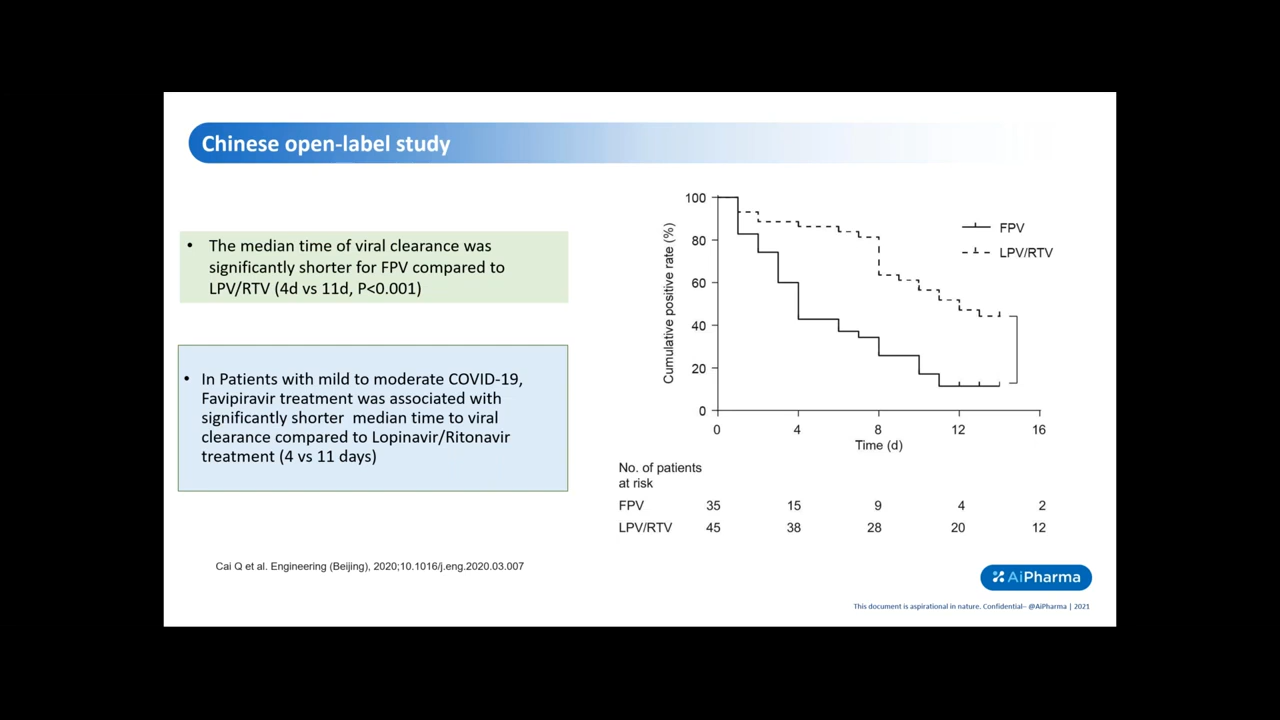 Chinese open-label study
• The median time of viral clearance was
significantly shorter for FPV compared to
LPV/RTV (4d vs 11d, P<0.001)
• In Patients with mild to moderate COVID-19,
Favipiravir treatment was associated with
significantly shorter median time to viral
clearance compared to Lopinavir/Ritonavir
treatment (4 vs 11 days)
Cai Q et al. Engineering (Beijing), 2020;10.1016/j.eng.2020.03.007
Cumulative positive rate (%)
100
80
60
40
20
0
FPV
LPV/RTV
0 4 8 12 16
Time (d)
No. of patients
at risk
FPV 35 15 9 4 2
LPV/RTV 45 38 28 20 12
AiPharma
This document is aspirational in nature. Confidential– @AiPharma | 2021